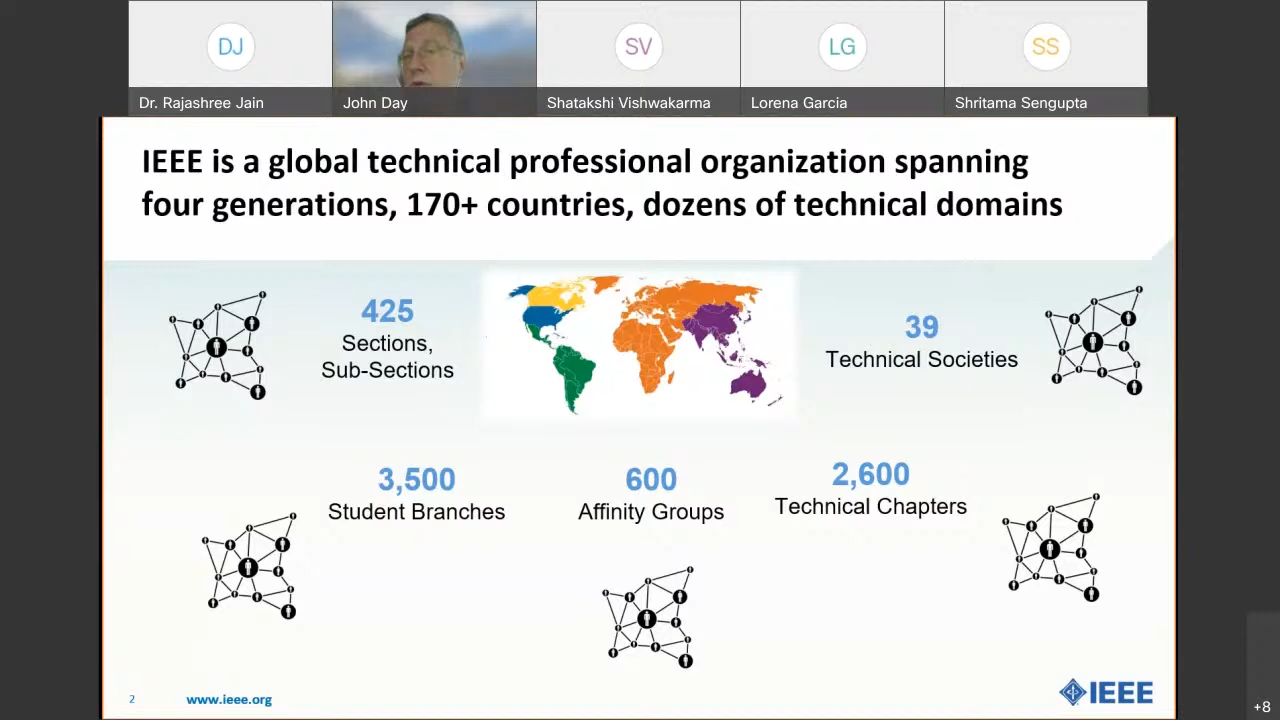 DJ
SV
LG
SS
Dr. Rajashree Jain
John Day
Shatakshi Vishwakarma
Lorena Garcia
Shritama Sengupta
IEEE is a global technical professional organization spanning
four generations, 170+ countries, dozens of technical domains
425
Sections,
Sub-Sections
39
Technical Societies
3,500
Student Branches
600
Affinity Groups
2,600
Technical Chapters
2
www.ieee.org
IEEE
+8